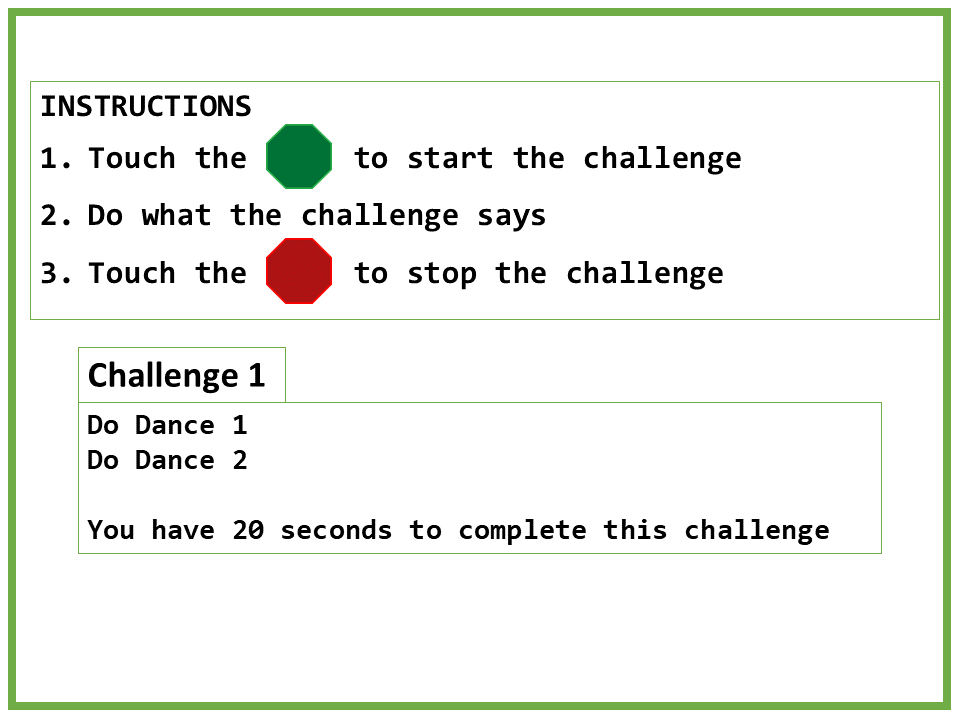 INSTRUCTIONS
1. Touch the to start the challenge
2. Do what the challenge says
3. Touch the to stop the challenge
Challenge 1
Do Dance 1
Do Dance 2
You have 20 seconds to complete this challenge